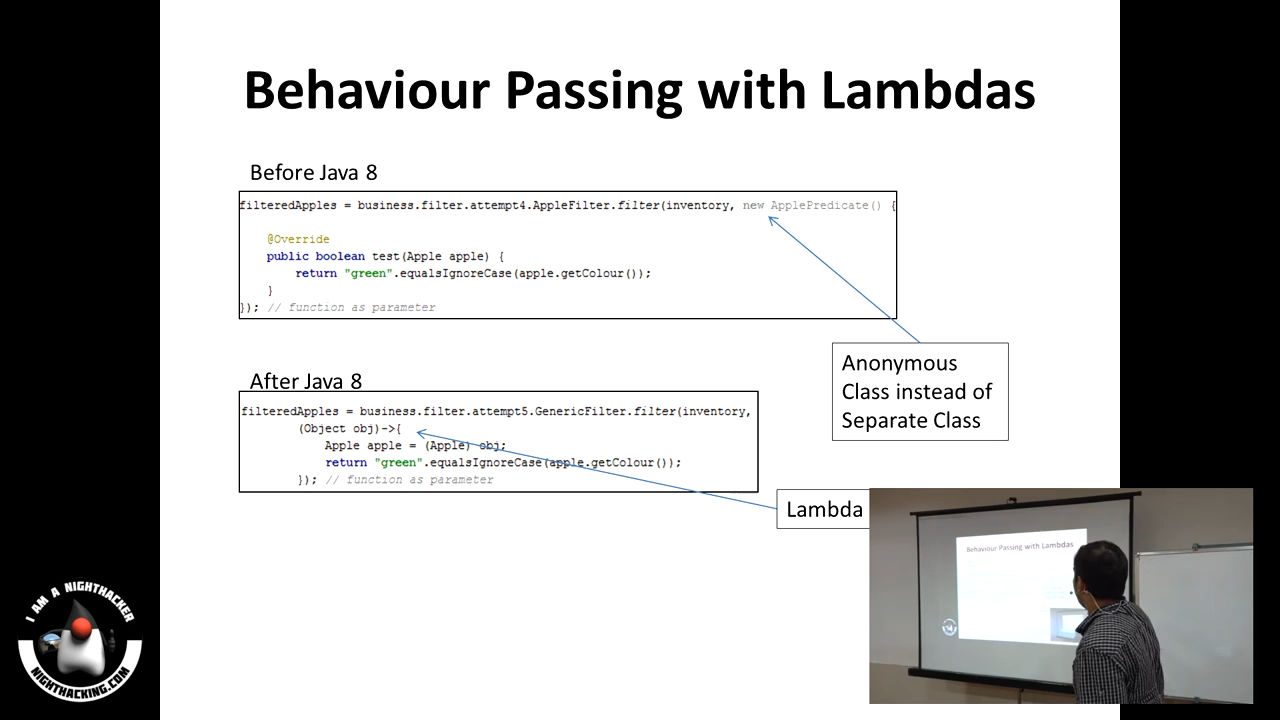 Behaviour Passing with Lambdas
Before Java 8
filteredApples = business.filter.attempt4.AppleFilter.filter(inventory, new ApplePredicate() {
@Override
public boolean test(Apple apple) {
return "green".equalsIgnoreCase(apple.getColour());
}
}); // function as parameter
Anonymous
Class instead of
Separate Class
After Java 8
filteredApples = business.filter.attempt5.GenericFilter.filter(inventory,
(Object obj)->{
Apple apple = (Apple) obj;
return "green".equalsIgnoreCase(apple.getColour());
}); // function as parameter
Lambda
Behaviour Passing with Lambdas
I AM A NIGHTHACKER
NIGHTHACKING.COM